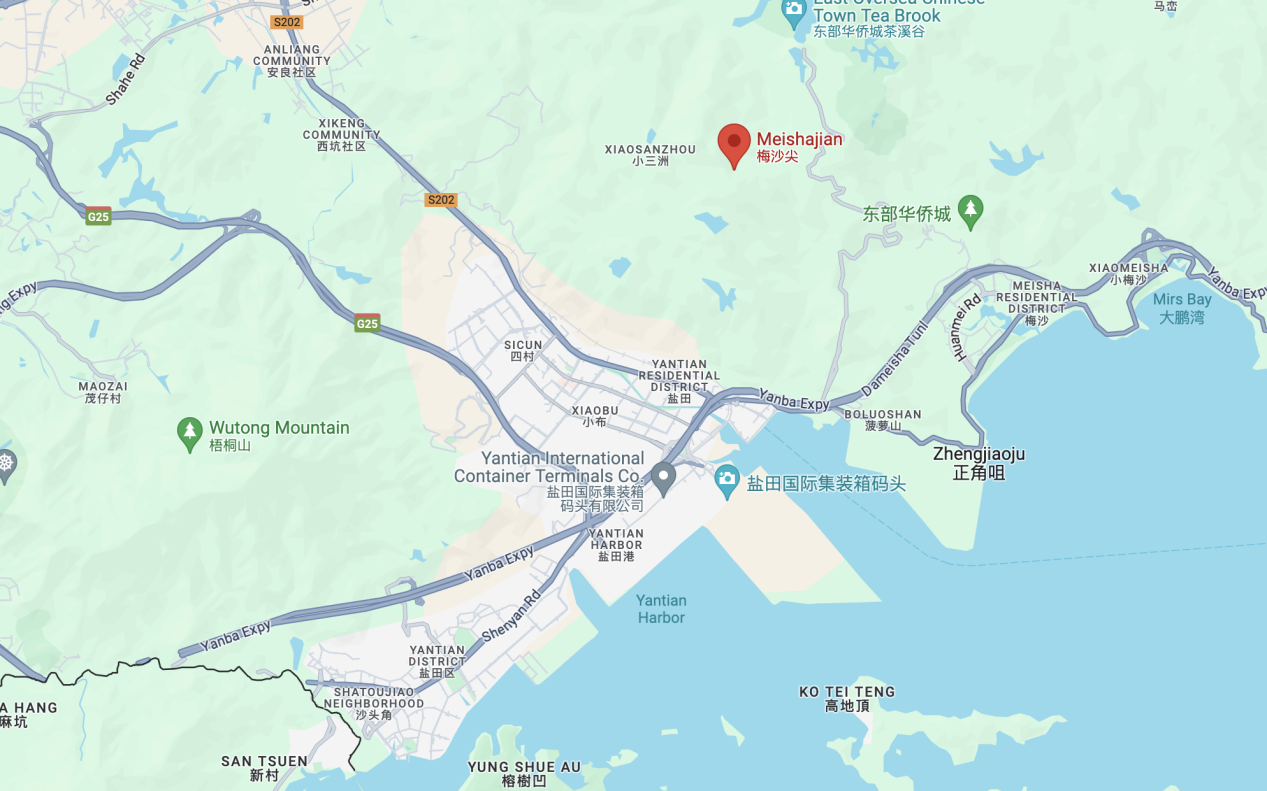 East Overseas Chinese
Town Tea Brook
东部华侨城茶溪谷
马峦
S202
ANLIANG
COMMUNITY
安良社区
Shahe Rd
XIKENG
COMMUNITY
西坑社区
XIAOSANZHOU
小三洲
Meishajian
梅沙尖
S202
G25
东部华侨城
XIAOMEISHA
小梅沙
Yanba Expy
MEISHA
RESIDENTIAL
DISTRICT
梅沙
Mirs Bay
大鹏湾
Huanmei Rd
Dameisha Tunl
G25
SICUN
四村
YANTIAN
RESIDENTIAL
DISTRICT
盐田
Yanba Expy
MAOZAI
茂仔村
XIAOBU
小布
BOLUOSHAN
菠萝山
Wutong Mountain
梧桐山
Zhengjiaoju
正角咀
Yantian International
Container Terminals Co.
盐田国际集装箱
码头有限公司
盐田国际集装箱码头
YANTIAN
HARBOR
盐田港
Yanba Expy
Yantian
Harbor
Shenyan Rd
Yanba Expy
YANTIAN
DISTRICT
盐田区
SHATOUJIAO
NEIGHBORHOOD
沙头角
KO TEI TENG
高地頂
A HANG
麻坑
SAN TSUEN
新村
YUNG SHUE AU
榕樹凹